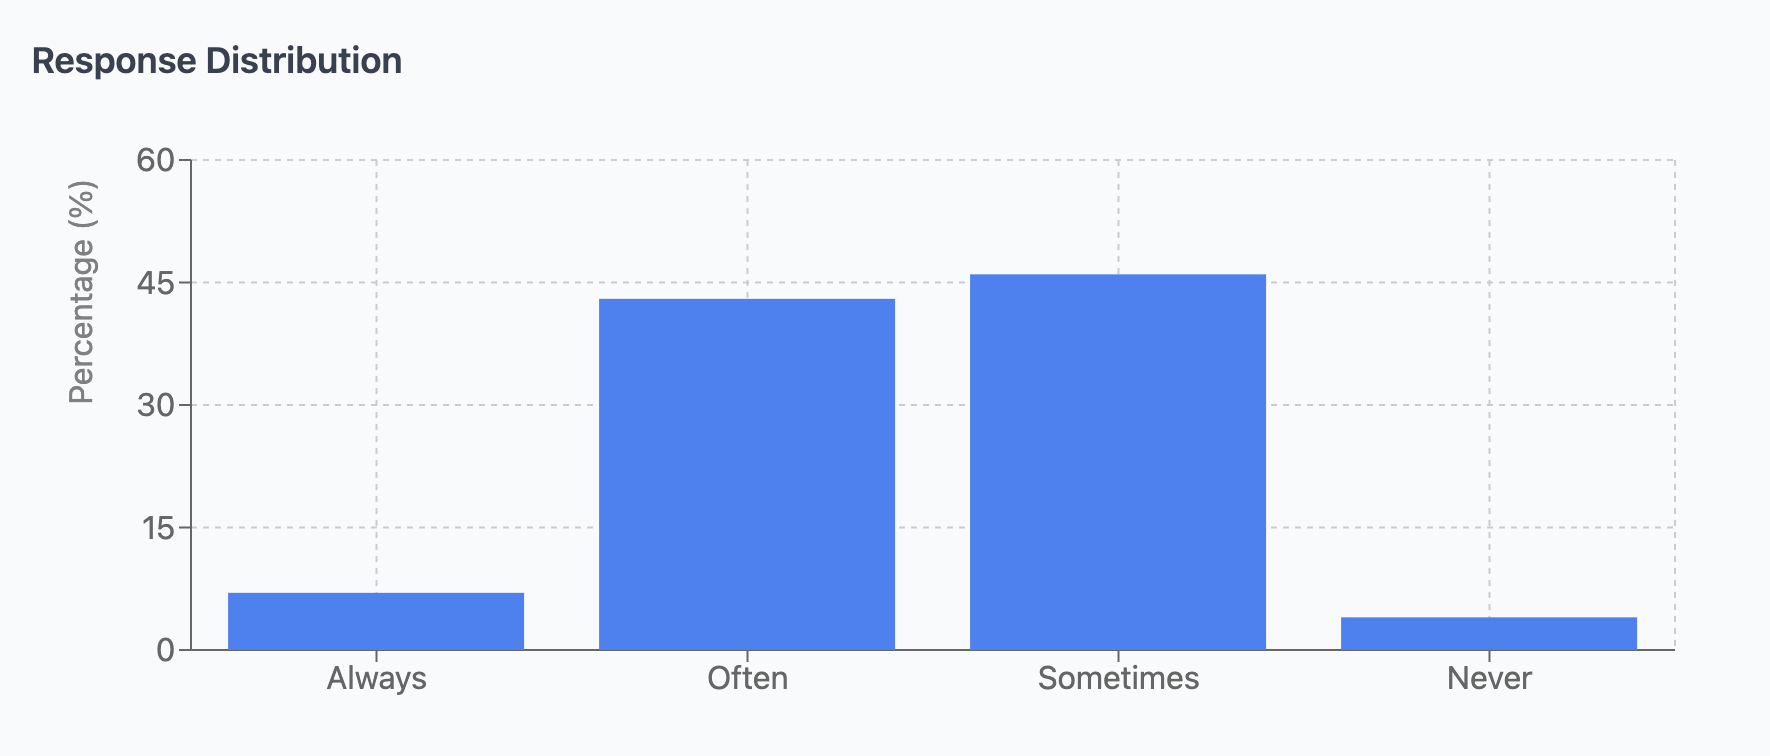 Response Distribution
Percentage (%)
60
45
30
15
0
Always
Often
Sometimes
Never